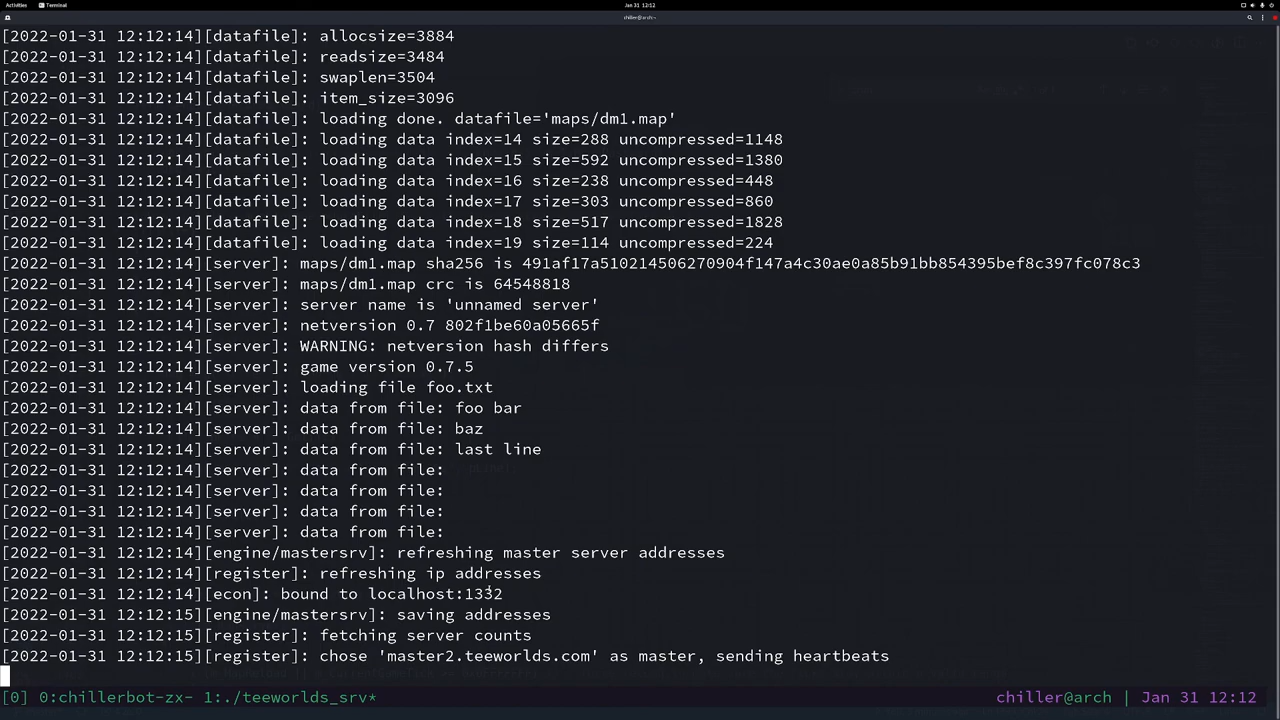 Activities Terminal Jan 31 12:12
chiller@arch:~
[2022-01-31 12:12:14][datafile]: allocsize=3884
[2022-01-31 12:12:14][datafile]: readsize=3484
[2022-01-31 12:12:14][datafile]: swaplen=3504
[2022-01-31 12:12:14][datafile]: item_size=3096
[2022-01-31 12:12:14][datafile]: loading done. datafile='maps/dm1.map'
[2022-01-31 12:12:14][datafile]: loading data index=14 size=288 uncompressed=1148
[2022-01-31 12:12:14][datafile]: loading data index=15 size=592 uncompressed=1380
[2022-01-31 12:12:14][datafile]: loading data index=16 size=238 uncompressed=448
[2022-01-31 12:12:14][datafile]: loading data index=17 size=303 uncompressed=860
[2022-01-31 12:12:14][datafile]: loading data index=18 size=517 uncompressed=1828
[2022-01-31 12:12:14][datafile]: loading data index=19 size=114 uncompressed=224
[2022-01-31 12:12:14][server]: maps/dm1.map sha256 is 491af17a510214506270904f147a4c30ae0a85b91bb854395bef8c397fc078c3
[2022-01-31 12:12:14][server]: maps/dm1.map crc is 64548818
[2022-01-31 12:12:14][server]: server name is 'unnamed server'
[2022-01-31 12:12:14][server]: netversion 0.7 802f1be60a05665f
[2022-01-31 12:12:14][server]: WARNING: netversion hash differs
[2022-01-31 12:12:14][server]: game version 0.7.5
[2022-01-31 12:12:14][server]: loading file foo.txt
[2022-01-31 12:12:14][server]: data from file: foo bar
[2022-01-31 12:12:14][server]: data from file: baz
[2022-01-31 12:12:14][server]: data from file: last line
[2022-01-31 12:12:14][server]: data from file:
[2022-01-31 12:12:14][server]: data from file:
[2022-01-31 12:12:14][server]: data from file:
[2022-01-31 12:12:14][server]: data from file:
[2022-01-31 12:12:14][engine/mastersrv]: refreshing master server addresses
[2022-01-31 12:12:14][register]: refreshing ip addresses
[2022-01-31 12:12:14][econ]: bound to localhost:1332
[2022-01-31 12:12:15][engine/mastersrv]: saving addresses
[2022-01-31 12:12:15][register]: fetching server counts
[2022-01-31 12:12:15][register]: chose 'master2.teeworlds.com' as master, sending heartbeats
[0] 0:chillerbot-zx- 1:./teeworlds_srv* chiller@arch | Jan 31 12:12